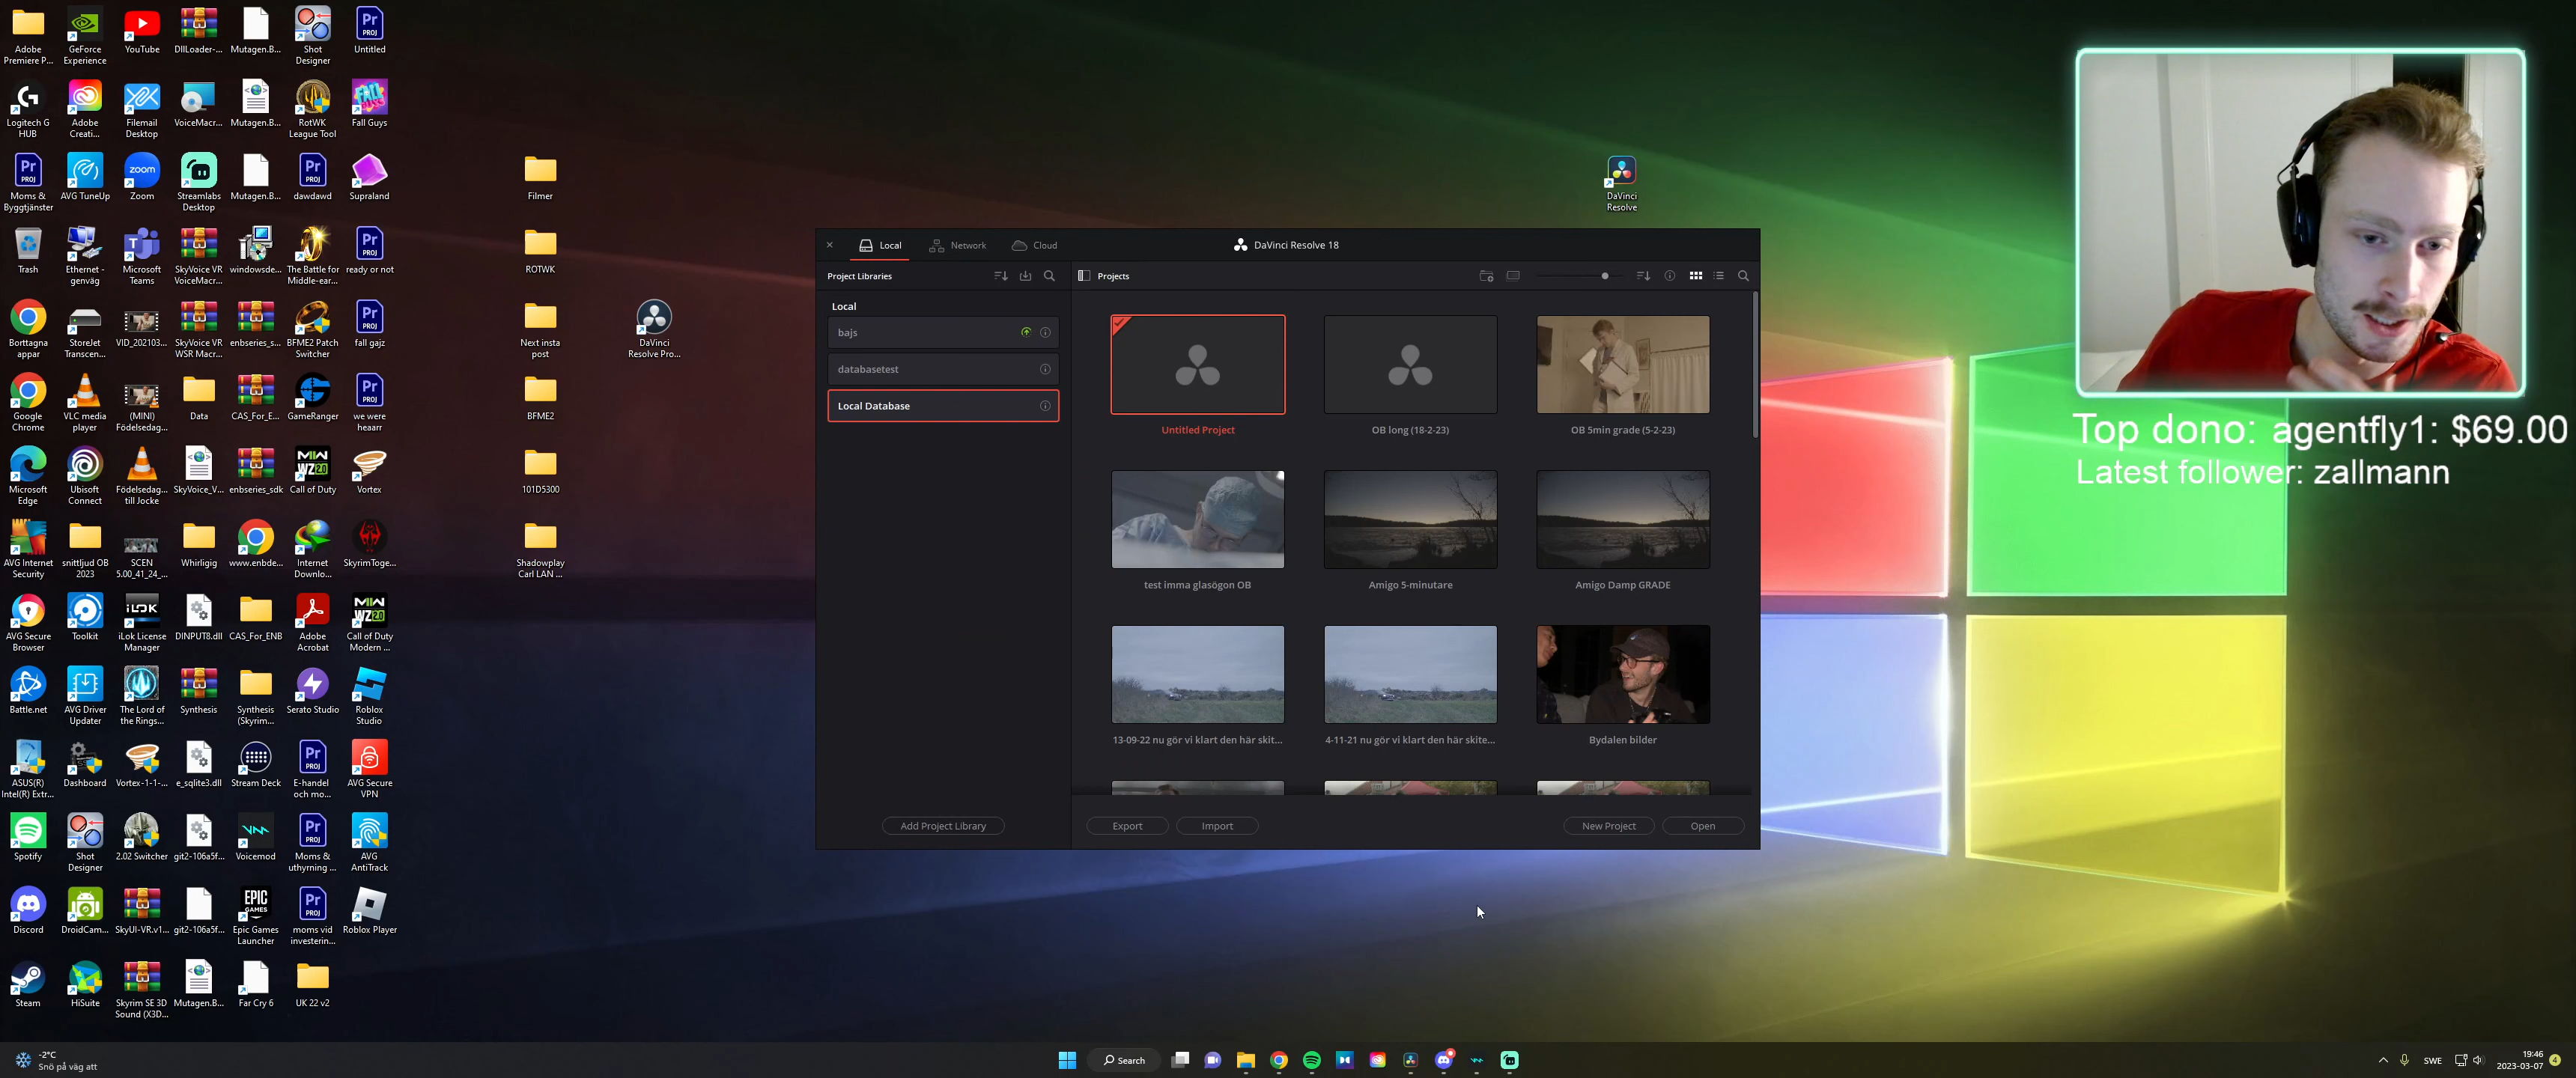 Adobe Premiere P...
GeForce Experience
YouTube
DllLoader-...
Mutagen.B...
Shot Designer
Untitled
Logitech G HUB
Adobe Creati...
Filemail Desktop
VoiceMacr...
Mutagen.B...
RotWK League Tool
Fall Guys
Moms & Byggtjänster
AVG TuneUp
Zoom
Streamlabs Desktop
Mutagen.B...
dawdawd
Supraland
Trash
Ethernet - genväg
Microsoft Teams
SkyVoice VR VoiceMacr...
windowsde...
The Battle for Middle-ear...
ready or not
Borttagna appar
StoreJet Transcen...
VID_202103...
SkyVoice VR WSR Macr...
enbseries_s...
BFME2 Patch Switcher
fall gajz
Google Chrome
VLC media player
(MINI) Födelsedag...
Data
CAS_For_E...
GameRanger
we were hearr
Microsoft Edge
Ubisoft Connect
Födelsedag... till Jocke
SkyVoice_V...
enbseries_sdk
Call of Duty
Vortex
AVG Internet Security
snittljud OB 2023
SCEN 5.00_41_24_...
Whirligig
www.enbde...
Internet Downlo...
SkyrimToge...
AVG Secure Browser
Toolkit
iLok License Manager
DINPUT8.dll
CAS_For_ENB
Adobe Acrobat
Call of Duty Modern ...
Battle.net
AVG Driver Updater
The Lord of the Rings...
Synthesis
Synthesis (Skyrim...
Serato Studio
Roblox Studio
ASUS(R) Intel(R) Extr...
Dashboard
Vortex-1-1-...
e_sqlite3.dll
Stream Deck
E-handel och mo...
AVG Secure VPN
Spotify
Shot Designer
2.02 Switcher
git2-106a5f...
Voicemod
Moms & uthyrning ...
AVG AntiTrack
Discord
DroidCam...
SkyUI-VR.v1...
git2-106a5f...
Epic Games Launcher
moms vid investerin...
Roblox Player
Steam
HiSuite
Skyrim SE 3D Sound (X3D...
Mutagen.B...
Far Cry 6
UK 22 v2
Filmer
ROTWK
Next insta post
BFME2
101D5300
Shadowplay Carl LAN ...
DaVinci Resolve Pro...
DaVinci Resolve
Local
Network
Cloud
DaVinci Resolve 18
Project Libraries
Projects
Local
bajs
databasetest
Local Database
Untitled Project
OB long (18-2-23)
OB 5min grade (5-2-23)
test imma glasögon OB
Amigo 5-minutare
Amigo Damp GRADE
13-09-22 nu gör vi klart den här skit...
4-11-21 nu gör vi klart den här skite...
Bydalen bilder
Add Project Library
Export
Import
New Project
Open
Top dono: agentfly1: $69.00
Latest follower: zallmann
-2°C
Snö på väg att
Search
SWE
19:46
2023-03-07
4